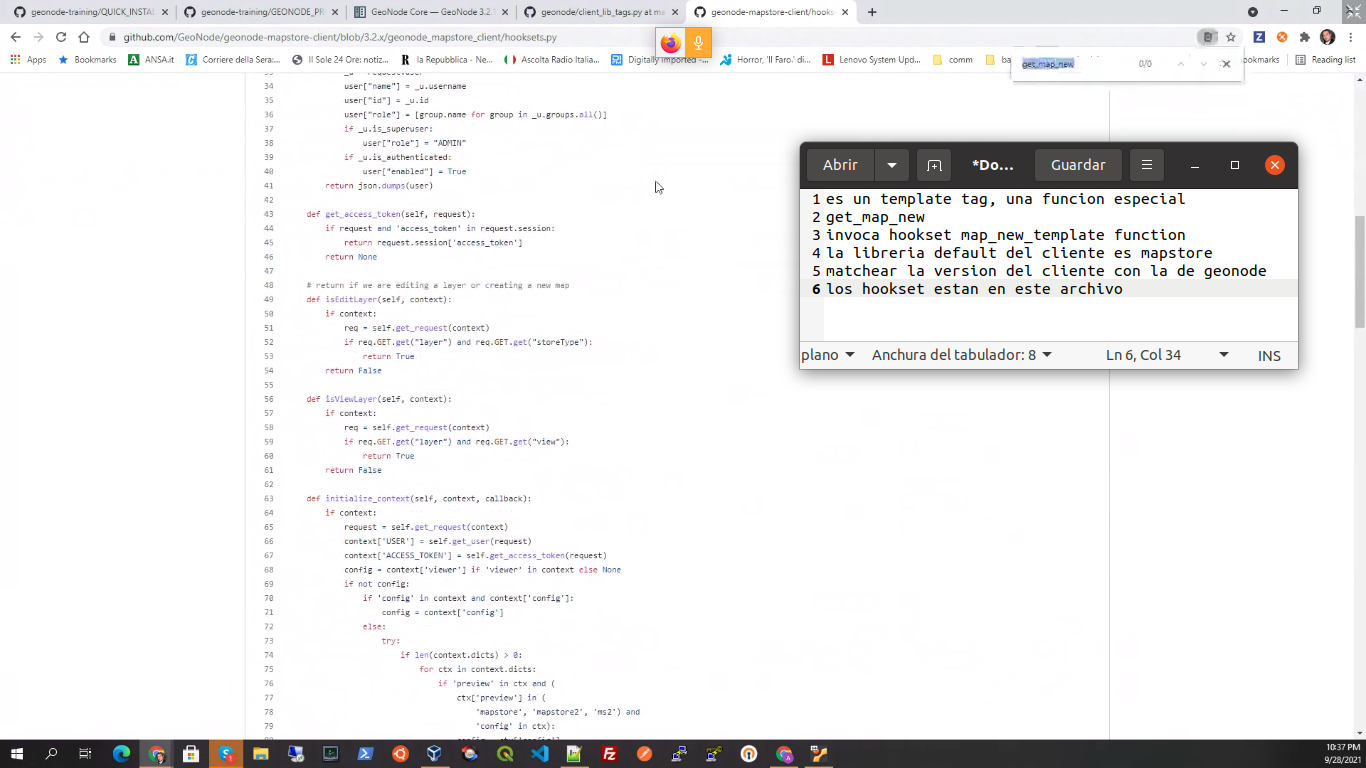 geonode-training/QUICK_INSTA
geonode-training/GEONODE_PR
GeoNode Core — GeoNode 3.2.
geonode/client_lib_tags.py at ma
geonode-mapstore-client/hooks
github.com/GeoNode/geonode-mapstore-client/blob/3.2.x/geonode_mapstore_client/hooksets.py
Apps
Bookmarks
ANSA.it
Corriere della Sera:...
Il Sole 24 Ore: notiz...
la Repubblica - Ne...
Ascolta Radio Italia...
Digitally Imported -...
Horror, 'Il Faro.' di...
Lenovo System Upd...
comm
ba
ookmarks
Reading list
get_map_new
0/0
34 user["name"] = _u.username
35 user["id"] = _u.id
36 user["role"] = [group.name for group in _u.groups.all()]
37 if _u.is_superuser:
38 user["role"] = "ADMIN"
39 if _u.is_authenticated:
40 user["enabled"] = True
41 return json.dumps(user)
42
43 def get_access_token(self, request):
44 if request and 'access_token' in request.session:
45 return request.session['access_token']
46 return None
47
48 # return if we are editing a layer or creating a new map
49 def isEditLayer(self, context):
50 if context:
51 req = self.get_request(context)
52 if req.GET.get("layer") and req.GET.get("storeType"):
53 return True
54 return False
55
56 def isViewLayer(self, context):
57 if context:
58 req = self.get_request(context)
59 if req.GET.get("layer") and req.GET.get("view"):
60 return True
61 return False
62
63 def initialize_context(self, context, callback):
64 if context:
65 request = self.get_request(context)
66 context['USER'] = self.get_user(request)
67 context['ACCESS_TOKEN'] = self.get_access_token(request)
68 config = context['viewer'] if 'viewer' in context else None
69 if not config:
70 if 'config' in context and context['config']:
71 config = context['config']
72 else:
73 try:
74 if len(context.dicts) > 0:
75 for ctx in context.dicts:
76 if 'preview' in ctx and (
77 ctx['preview'] in (
78 'mapstore', 'mapstore2', 'ms2') and
79 'config' in ctx):
Abrir
*Do...
Guardar
1 es un template tag, una funcion especial
2 get_map_new
3 invoca hookset map_new_template function
4 la libreria default del cliente es mapstore
5 matchear la version del cliente con la de geonode
6 los hookset estan en este archivo
plano
Anchura del tabulador: 8
Ln 6, Col 34
INS
10:37 PM
9/28/2021